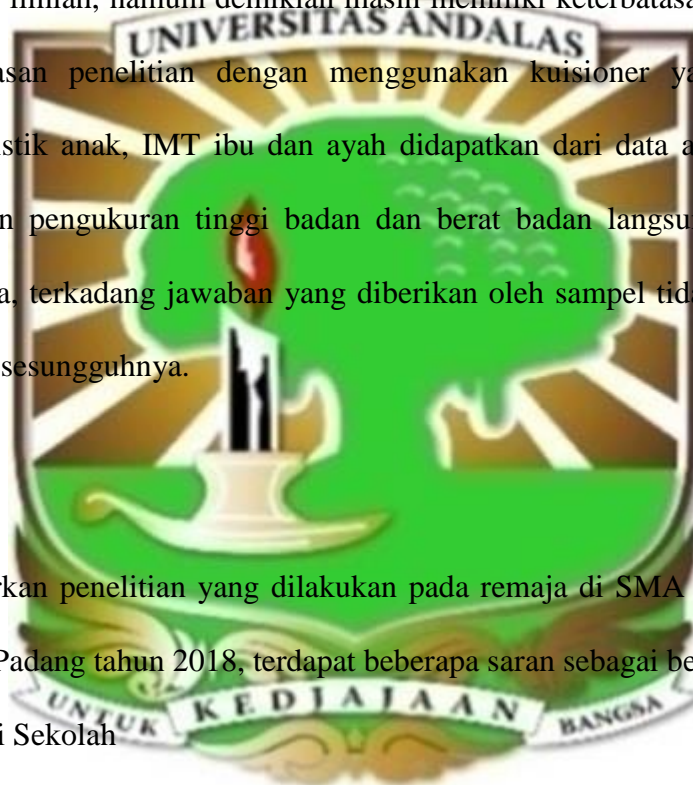 ilmiah, namun demikian masih memiliki keterbatasa
UNIVERSITAS ANDALAS
asan penelitian dengan menggunakan kuisioner ya
istik anak, IMT ibu dan ayah didapatkan dari data a
n pengukuran tinggi badan dan berat badan langsu
a, terkadang jawaban yang diberikan oleh sampel tida
sesungguhnya.
rkan penelitian yang dilakukan pada remaja di SMA
Padang tahun 2018, terdapat beberapa saran sebagai be
UNTUK KEDJAJAAN BANGSA
i Sekolah